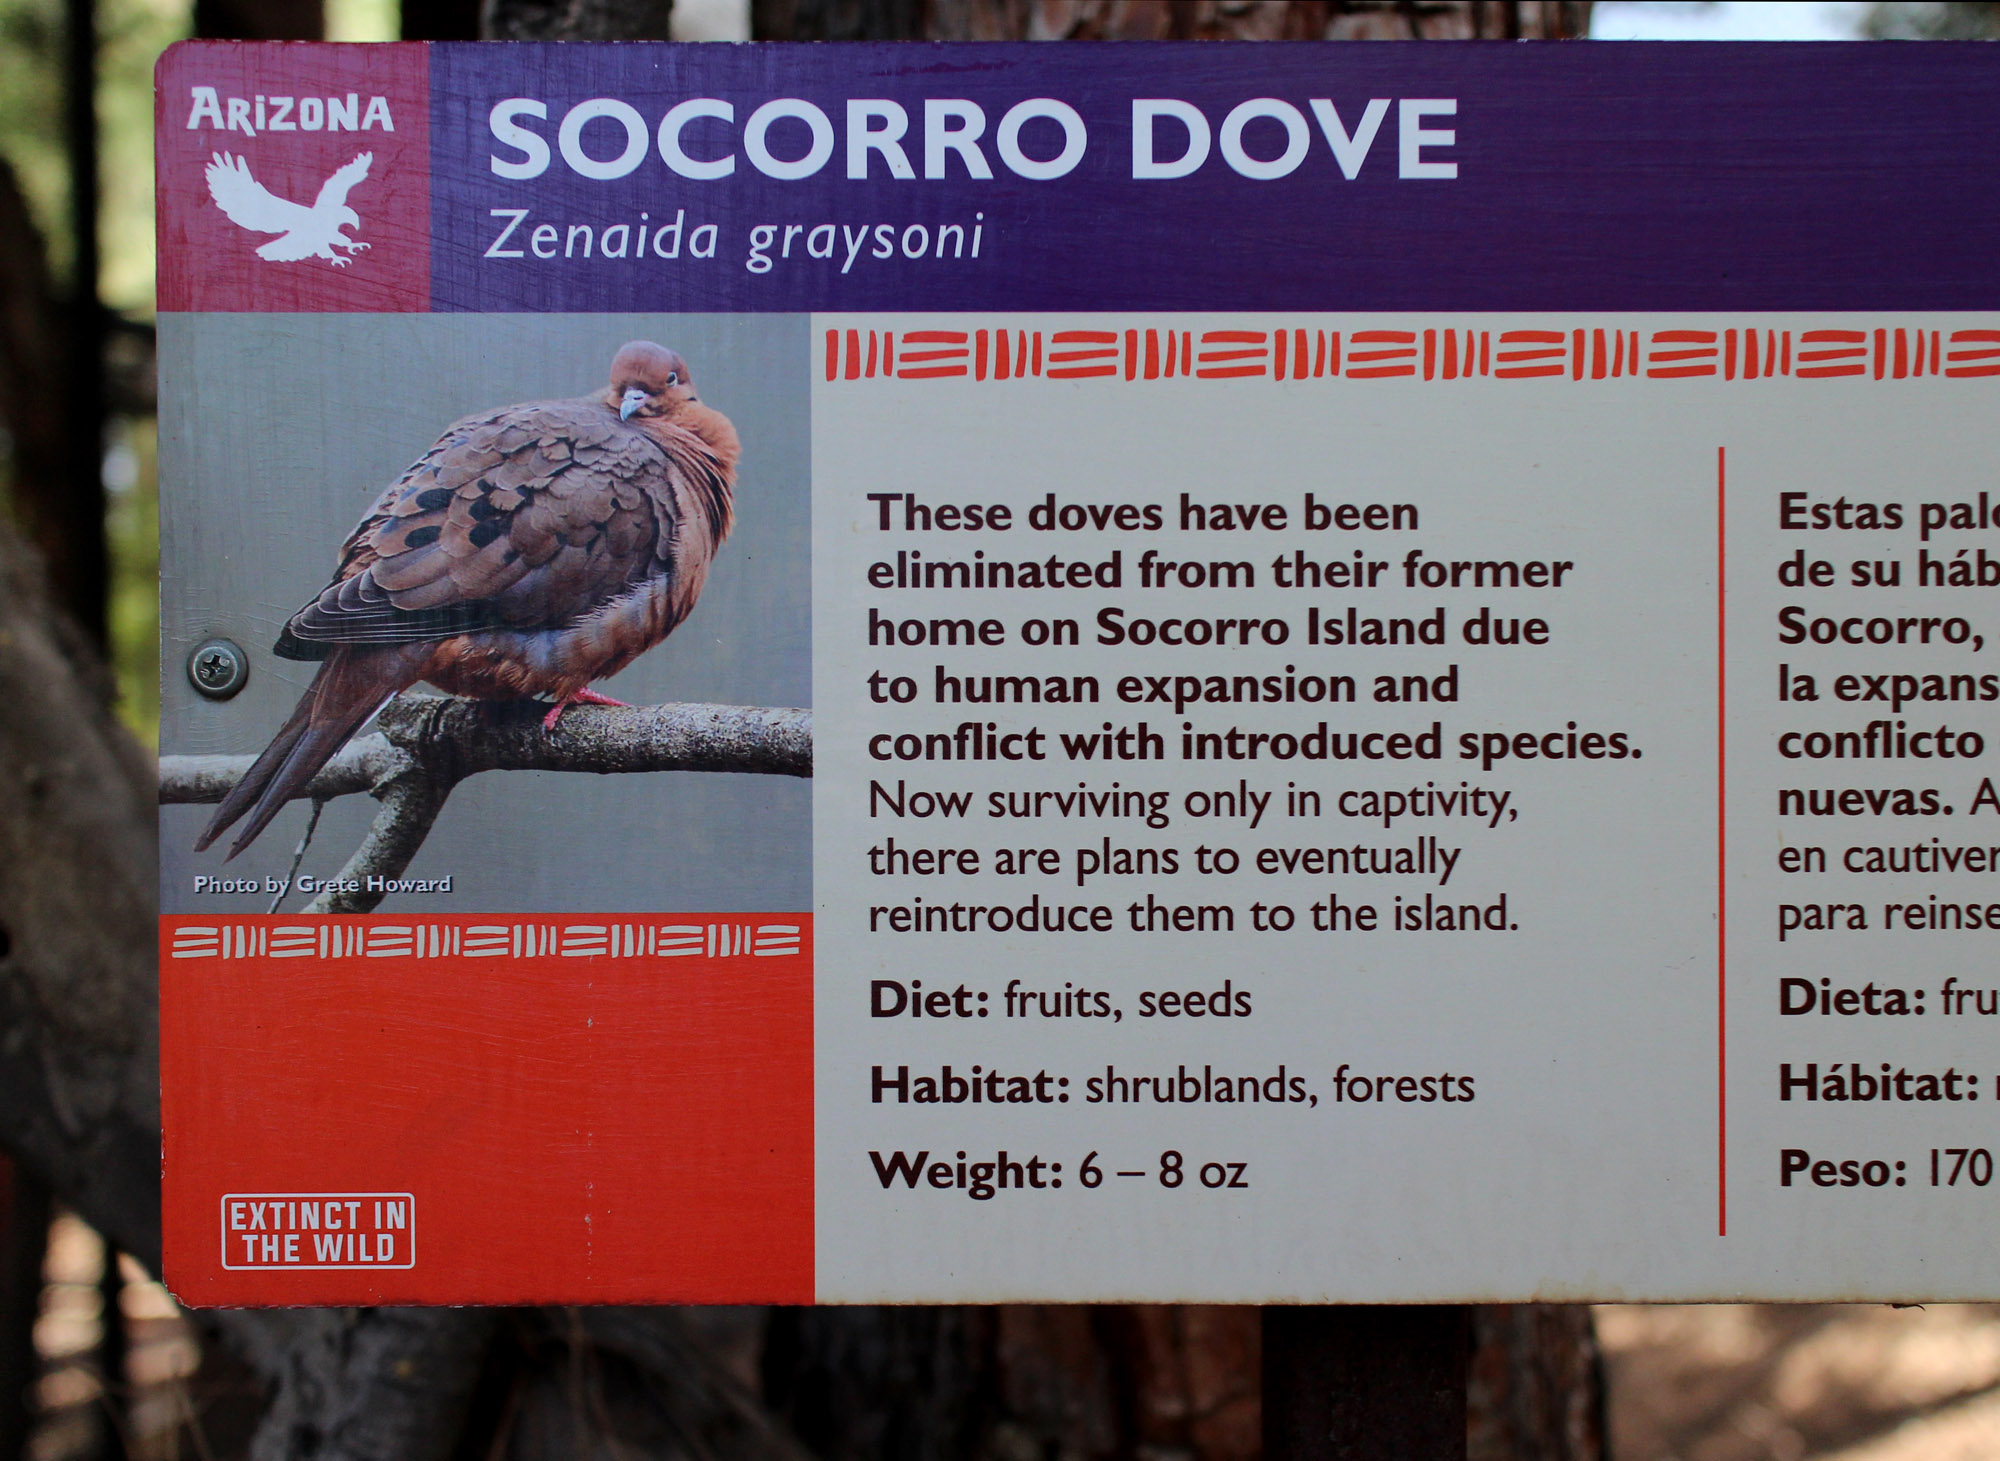 ARiZONA
SOCORRO DOVE
Zenaida graysoni
Photo by Grete Howard
EXTINCT IN
THE WILD
These doves have been
eliminated from their former
home on Socorro Island due
to human expansion and
conflict with introduced species.
Now surviving only in captivity,
there are plans to eventually
reintroduce them to the island.
Diet: fruits, seeds
Habitat: shrublands, forests
Weight: 6 – 8 oz
Estas
de su
Socorro,
la
conflicto
nuevas.
en
para
Dieta:
Hábitat:
Peso: 170